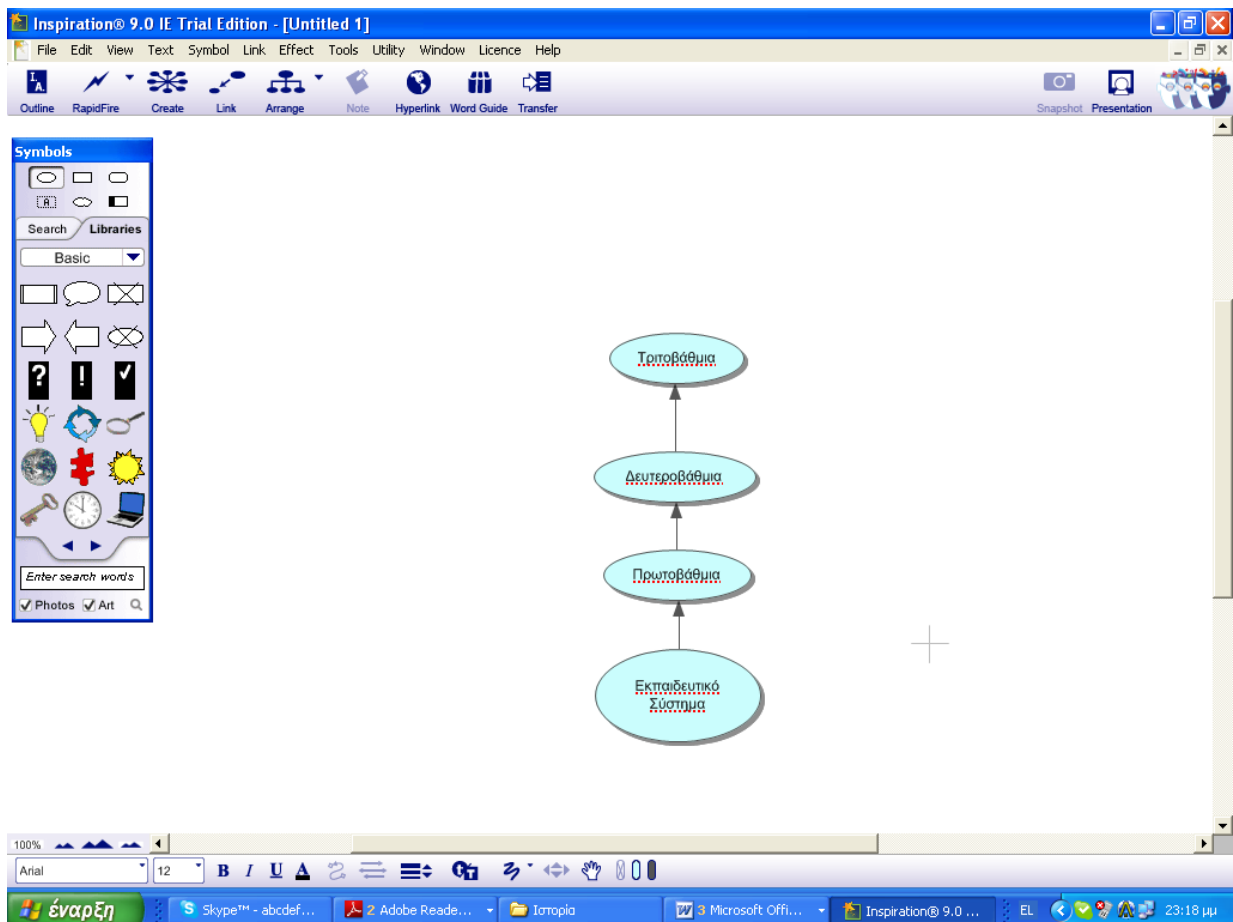 Inspiration® 9.0 IE Trial Edition - [Untitled 1]
File Edit View Text Symbol Link Effect Tools Utility Window Licence Help
Outline RapidFire Create Link Arrange Note Hyperlink Word Guide Transfer Snapshot Presentation
Symbols
Search Libraries
Basic
Enter search words
Photos Art
Τριτοβάθμια
Δευτεροβάθμια
Πρωτοβάθμια
Εκπαιδευτικό
Σύστημα
100%
Arial 12 B I U A
έναρξη Skype™ - abcdef... 2 Adobe Reade... Ιστορία 3 Microsoft Offi... Inspiration® 9.0 ... EL 23:18 μμ